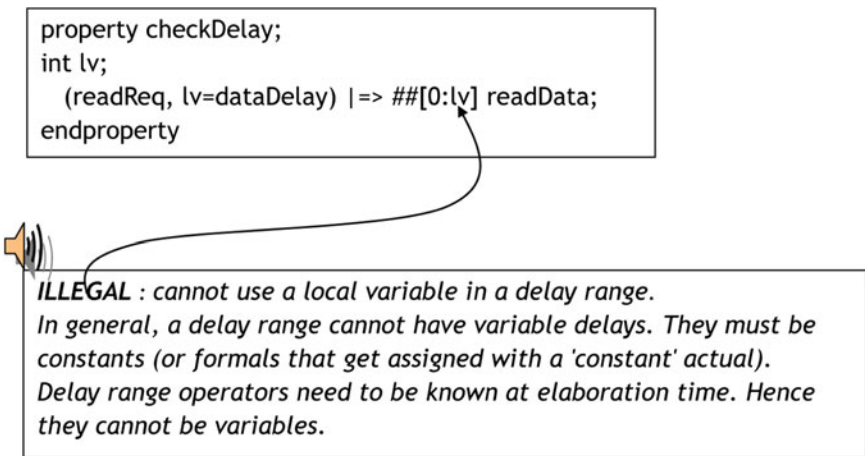 property checkDelay;
int lv;
(readReq, lv=dataDelay) |=> ##[0:lv] readData;
endproperty
ILLEGAL : cannot use a local variable in a delay range.
In general, a delay range cannot have variable delays. They must be
constants (or formals that get assigned with a 'constant' actual).
Delay range operators need to be known at elaboration time. Hence
they cannot be variables.